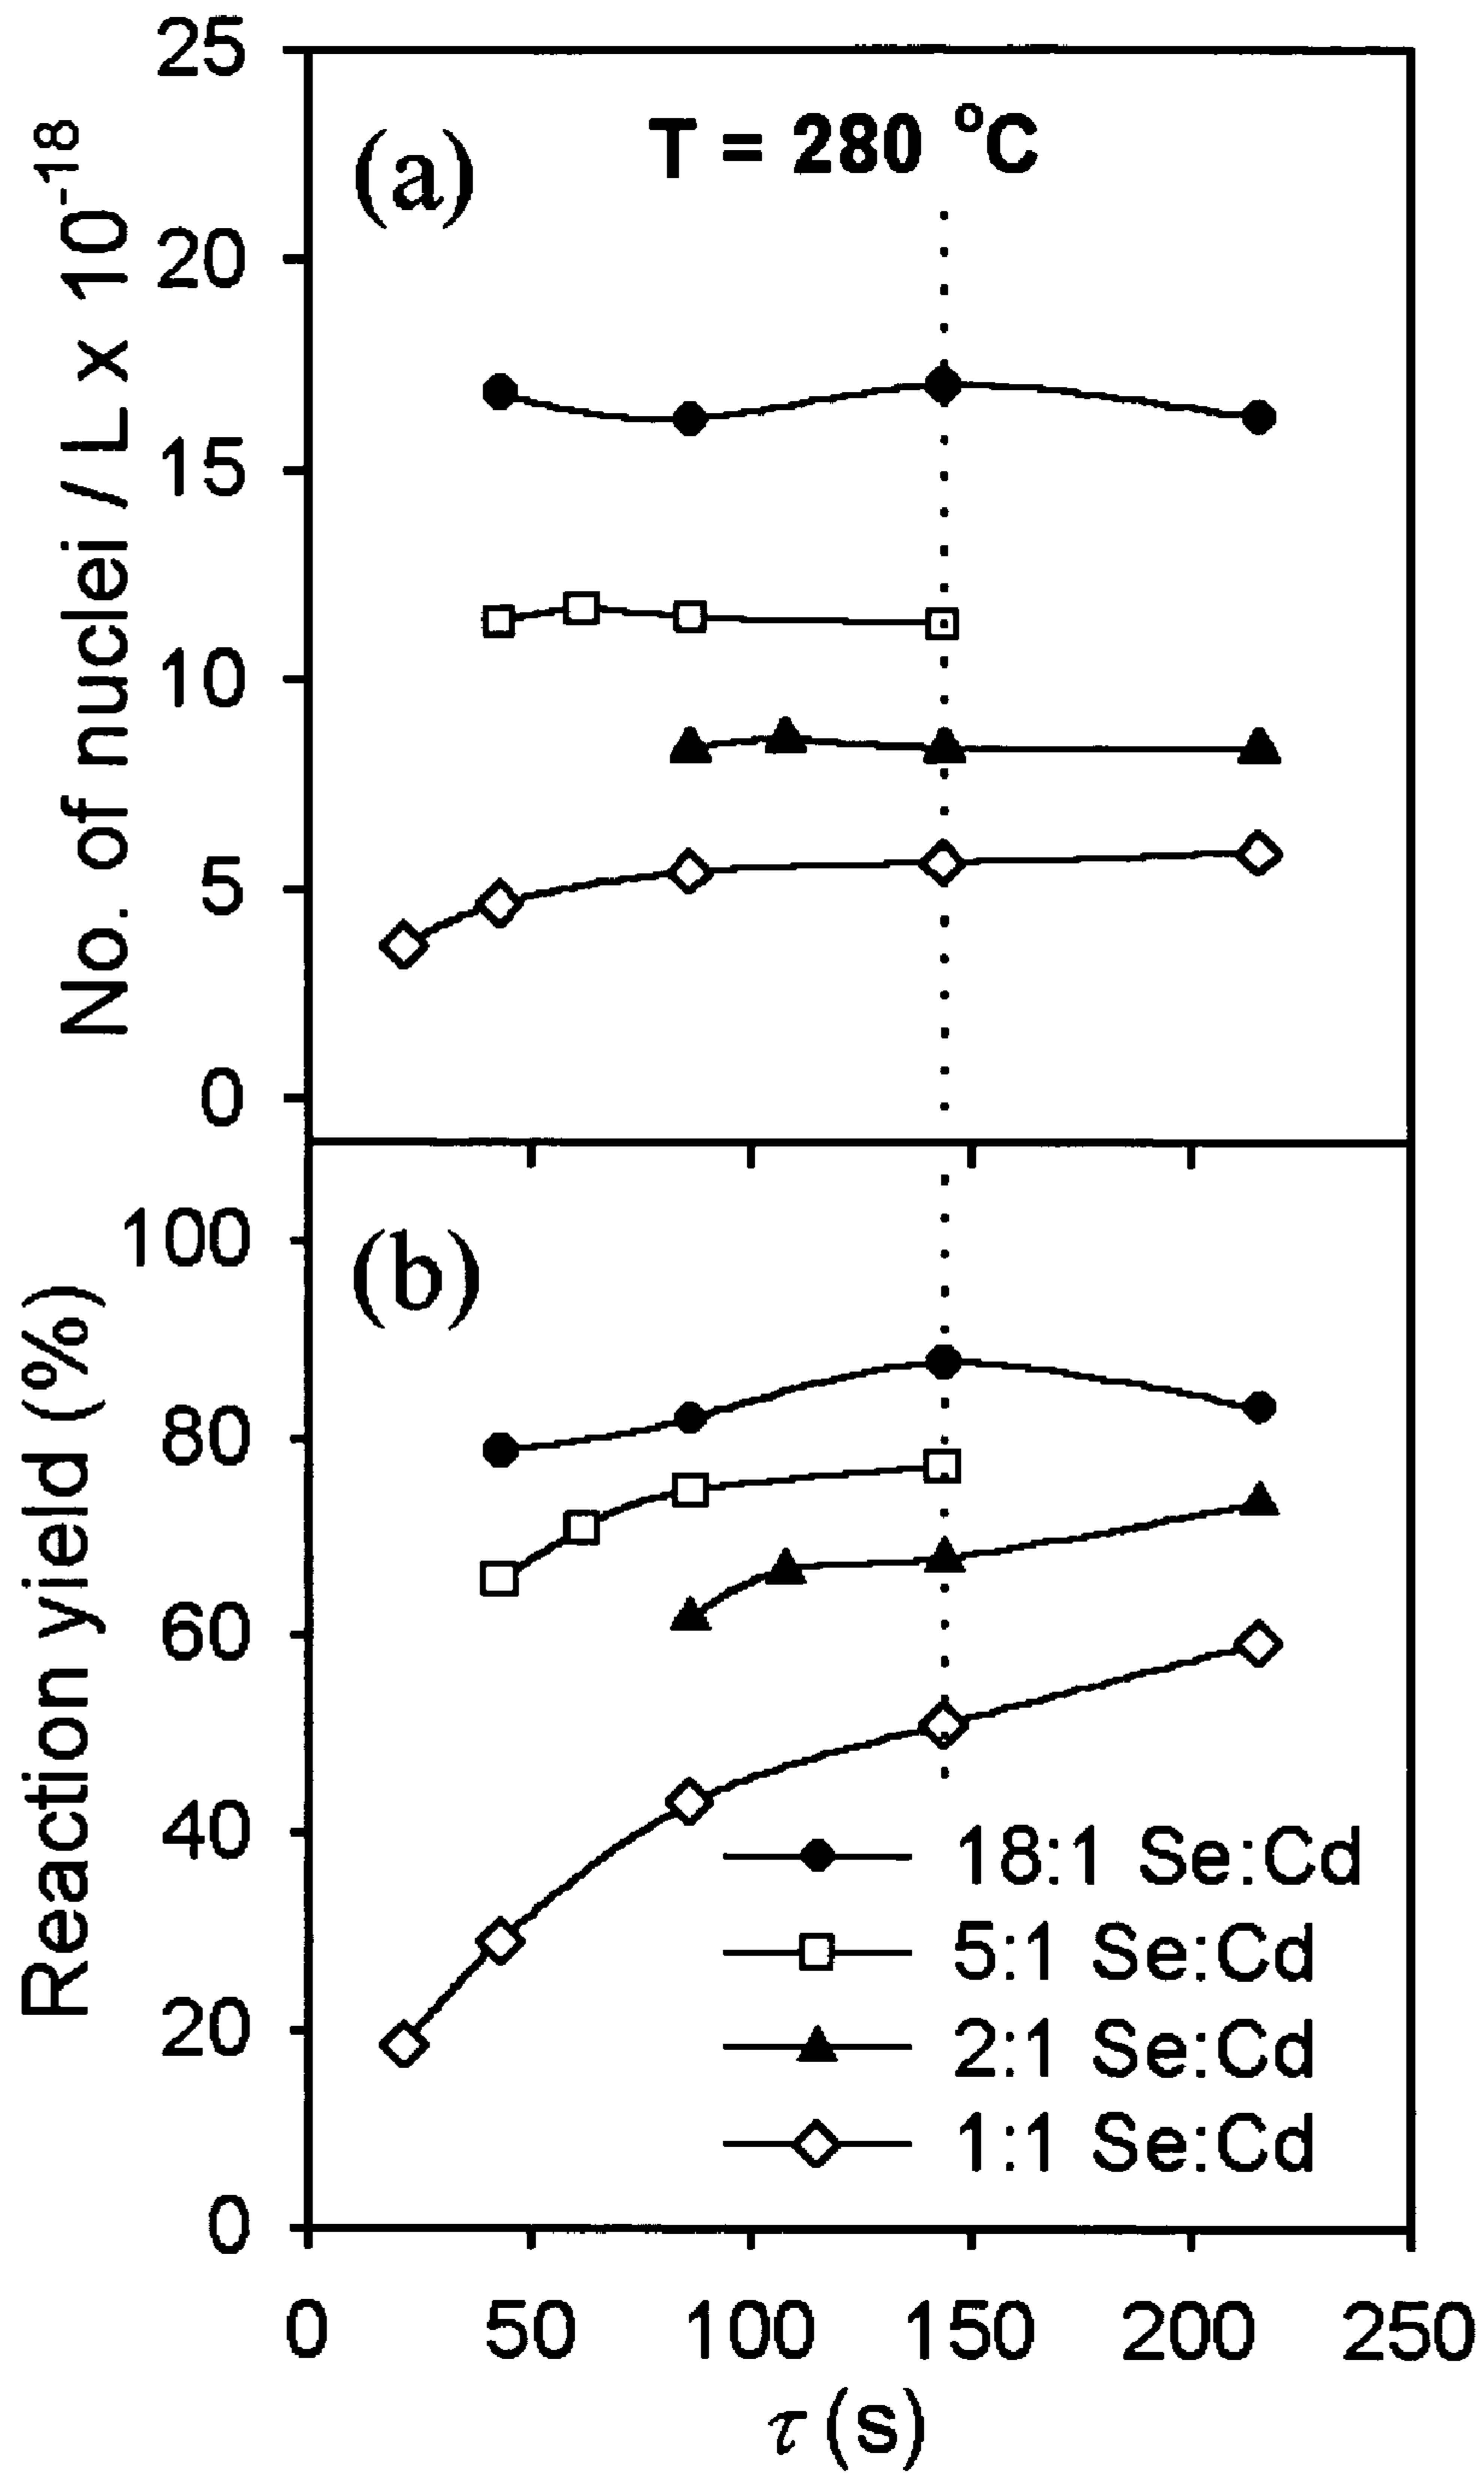 25
(a)
T = 280 °C
20
15
10
5
0
No. of nuclei / L x 10⁻¹⁸
100
(b)
80
60
40
20
0
Reaction yield (%)
18:1 Se:Cd
5:1 Se:Cd
2:1 Se:Cd
1:1 Se:Cd
0 50 100 150 200 250
τ (s)